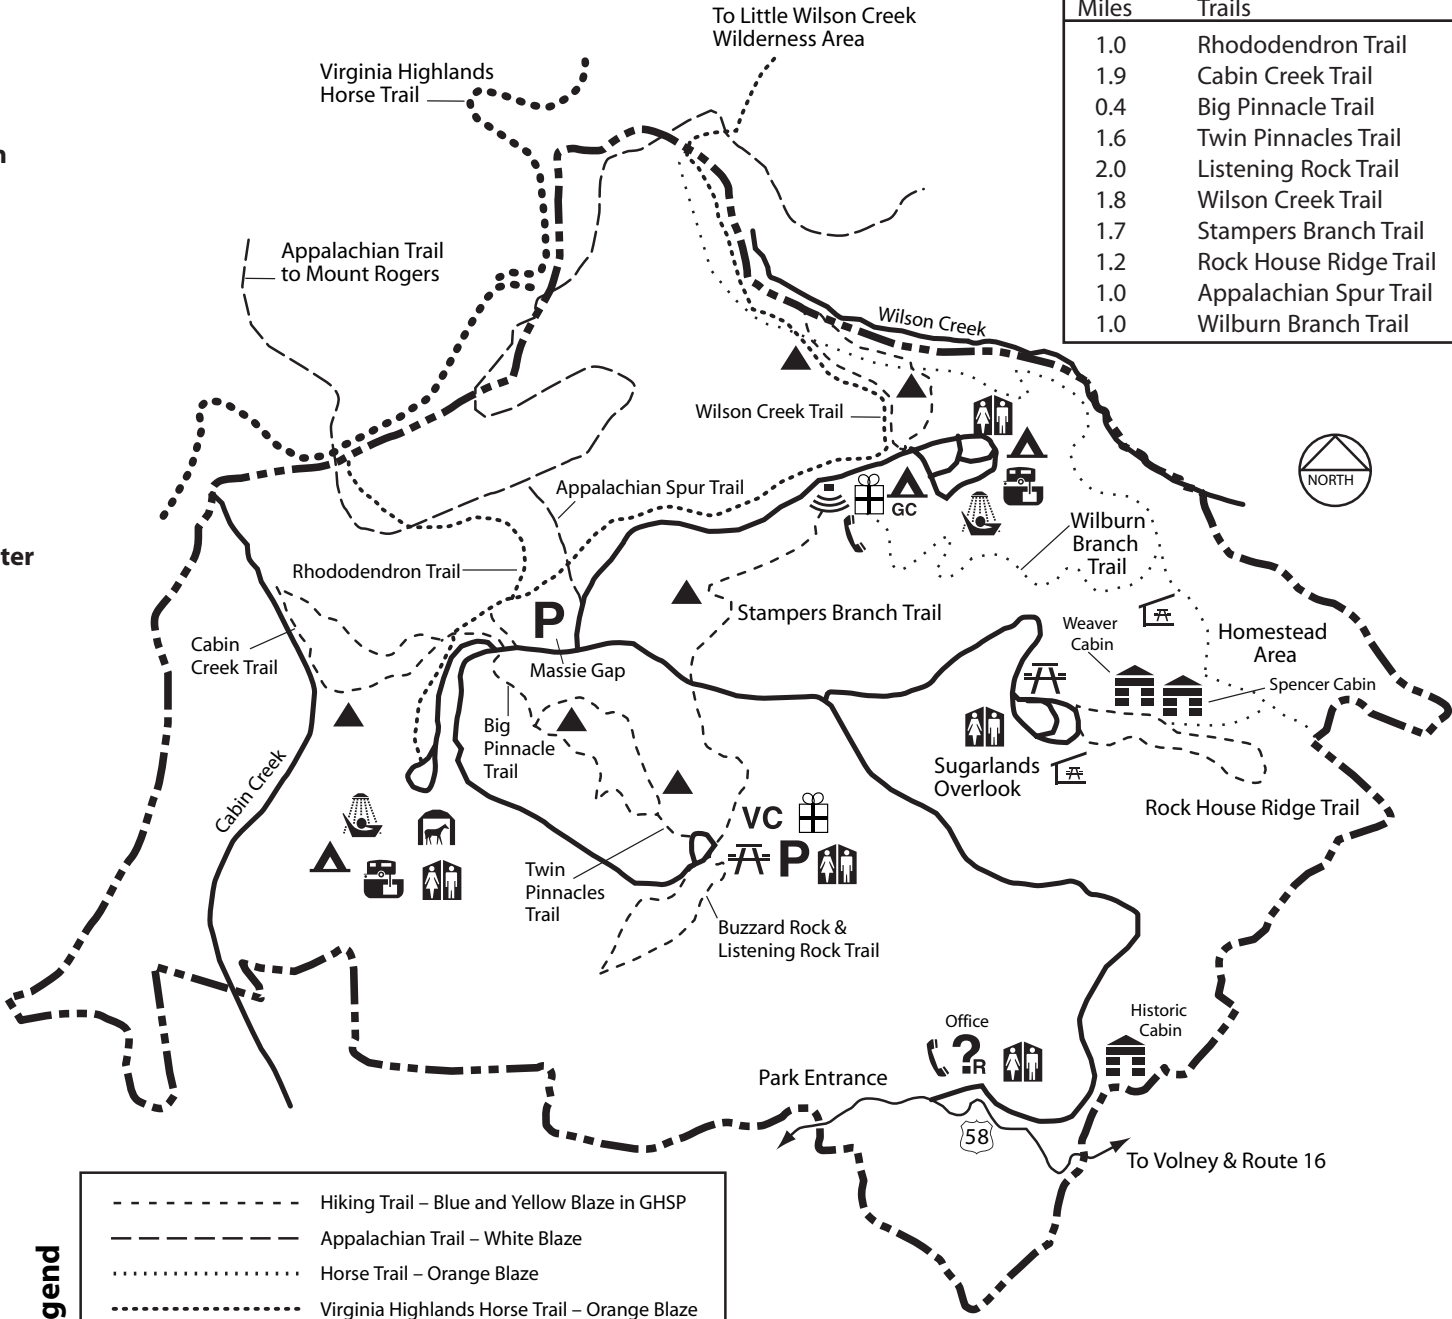 To Little Wilson Creek
Wilderness Area
Miles Trails
1.0 Rhododendron Trail
1.9 Cabin Creek Trail
0.4 Big Pinnacle Trail
1.6 Twin Pinnacles Trail
2.0 Listening Rock Trail
1.8 Wilson Creek Trail
1.7 Stampers Branch Trail
1.2 Rock House Ridge Trail
1.0 Appalachian Spur Trail
1.0 Wilburn Branch Trail
Virginia Highlands
Horse Trail
Appalachian Trail
to Mount Rogers
Wilson Creek
Wilson Creek Trail
NORTH
Appalachian Spur Trail
GC
Wilburn
Branch
Trail
ter
Rhododendron Trail
P
Stampers Branch Trail
Weaver
Cabin
Homestead
Area
Cabin
Creek Trail
Massie Gap
Spencer Cabin
Big
Pinnacle
Trail
Sugarlands
Overlook
Cabin Creek
VC
P
Rock House Ridge Trail
Twin
Pinnacles
Trail
Buzzard Rock &
Listening Rock Trail
Historic
Cabin
Office
?R
Park Entrance
58
To Volney & Route 16
gend
Hiking Trail – Blue and Yellow Blaze in GHSP
Appalachian Trail – White Blaze
Horse Trail – Orange Blaze
Virginia Highlands Horse Trail – Orange Blaze